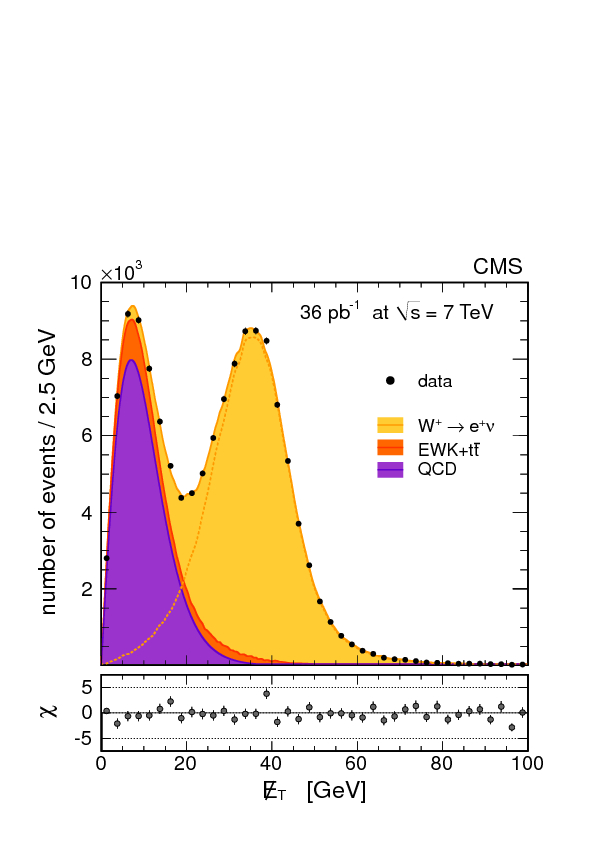 CMS
10 ×10³
36 pb⁻¹ at √s = 7 TeV
data
W⁺ → e⁺ν
EWK+tt̄
QCD
8
6
4
2
number of events / 2.5 GeV
5
0
-5
χ
0 20 40 60 80 100
E̸_T [GeV]